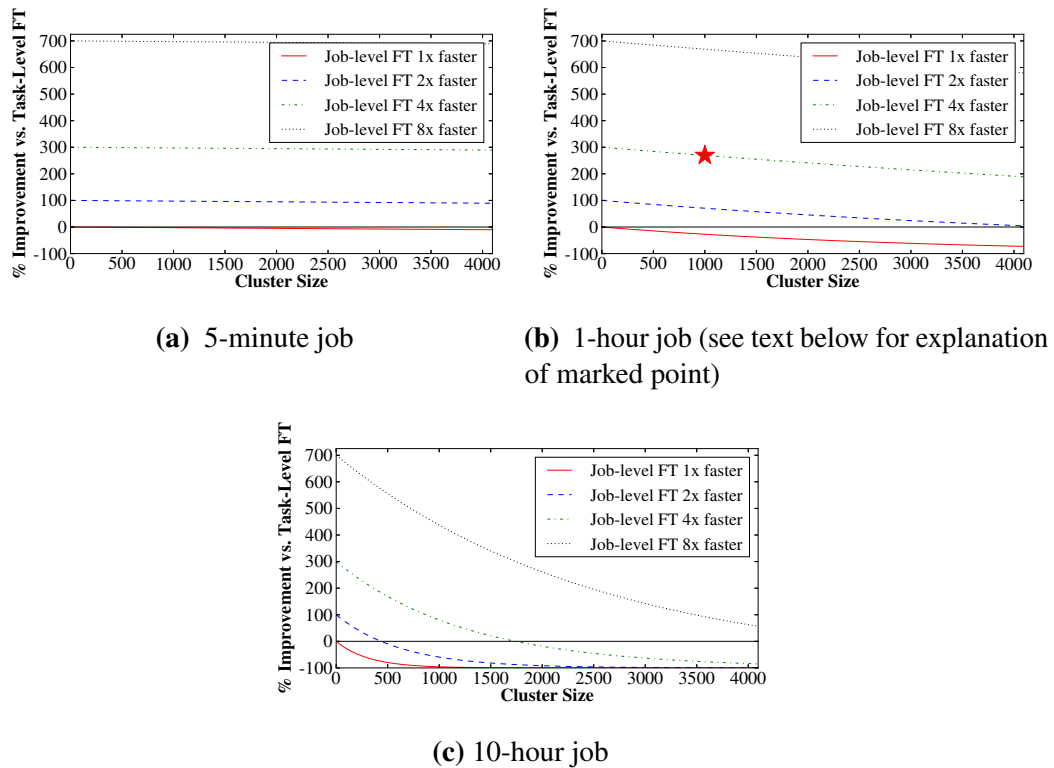 % Improvement vs. Task-Level FT
700
600
500
400
300
200
100
0
-100
0 500 1000 1500 2000 2500 3000 3500 4000
Cluster Size
Job-level FT 1x faster
Job-level FT 2x faster
Job-level FT 4x faster
Job-level FT 8x faster
(a) 5-minute job
% Improvement vs. Task-Level FT
700
600
500
400
300
200
100
0
-100
0 500 1000 1500 2000 2500 3000 3500 4000
Cluster Size
Job-level FT 1x faster
Job-level FT 2x faster
Job-level FT 4x faster
Job-level FT 8x faster
(b) 1-hour job (see text below for explanation
of marked point)
% Improvement vs. Task-Level FT
700
600
500
400
300
200
100
0
-100
0 500 1000 1500 2000 2500 3000 3500 4000
Cluster Size
Job-level FT 1x faster
Job-level FT 2x faster
Job-level FT 4x faster
Job-level FT 8x faster
(c) 10-hour job